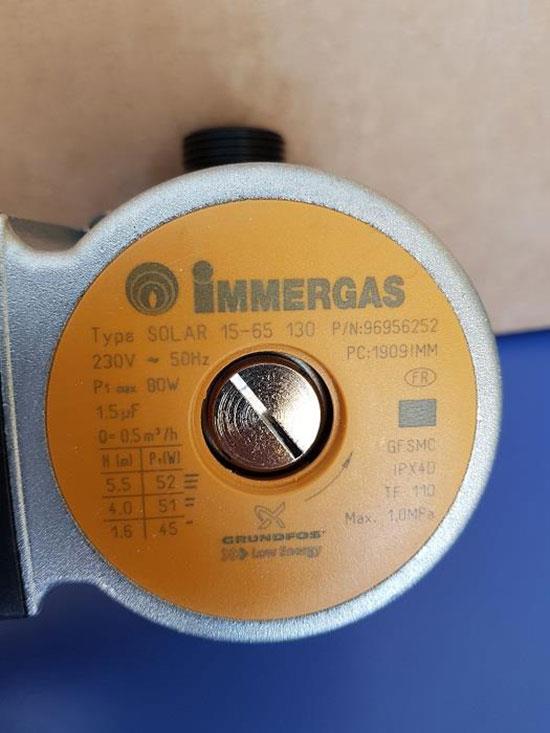 iMMERGAS
Type SOLAR 15-65 130 P/N:96956252
230V ~ 50Hz PC:1909IMM
P1 max 80W FR
1.5µF
Q= 0,5m³/h GFSMC
H (m) P1(W) IPX4D
5.5 52 TF 110
4.0 51 Max. 1,0MPa
1.6 45
GRUNDFOS
Low Energy